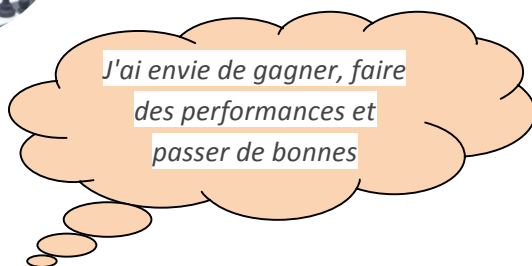 J'ai envie de gagner, faire
des performances et
passer de bonnes